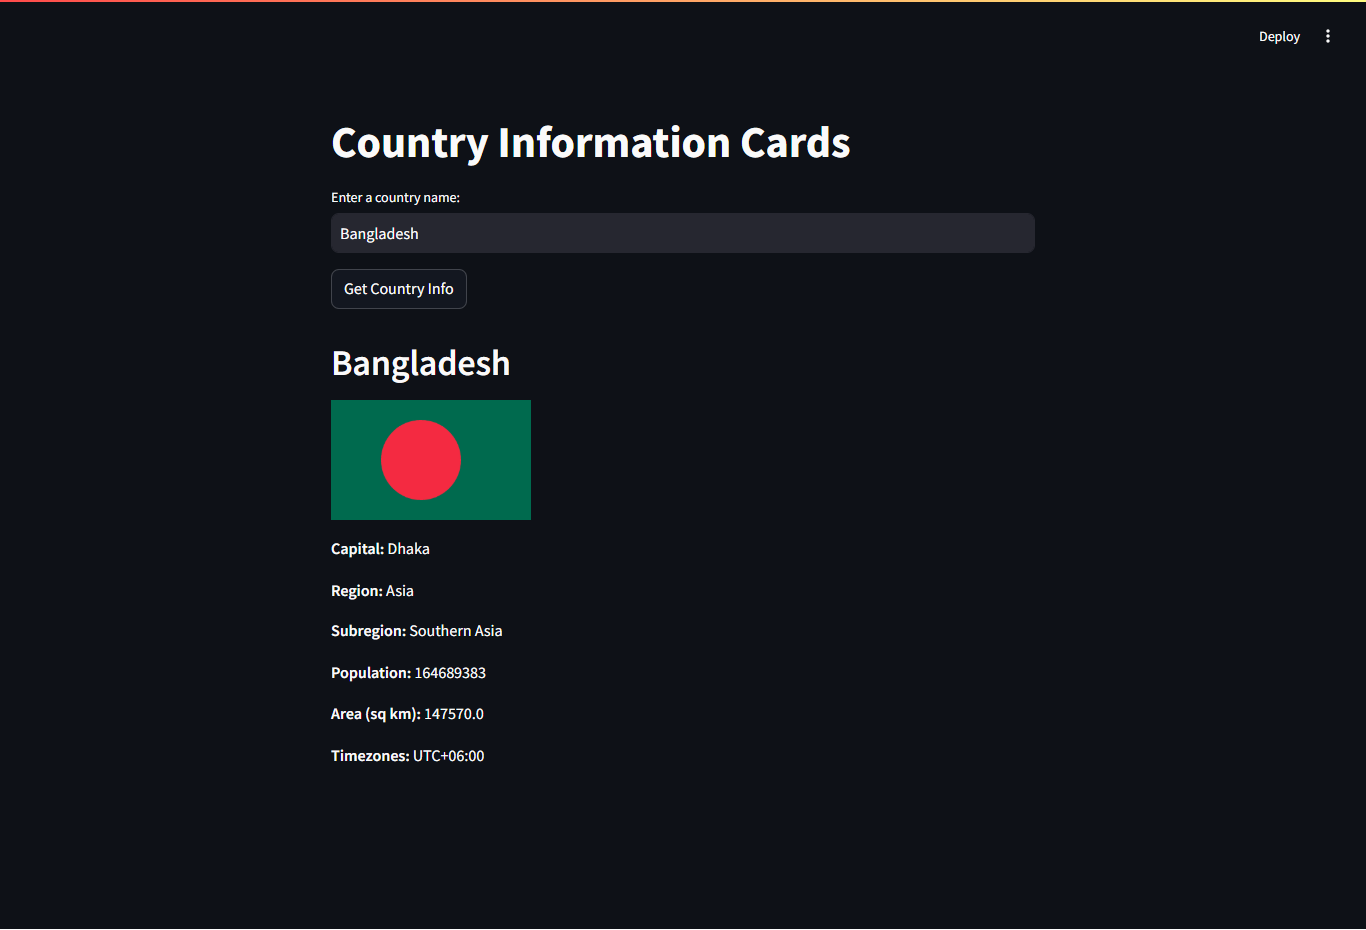 Deploy
Country Information Cards
Enter a country name:
Bangladesh
Get Country Info
Bangladesh
Capital: Dhaka
Region: Asia
Subregion: Southern Asia
Population: 164689383
Area (sq km): 147570.0
Timezones: UTC+06:00